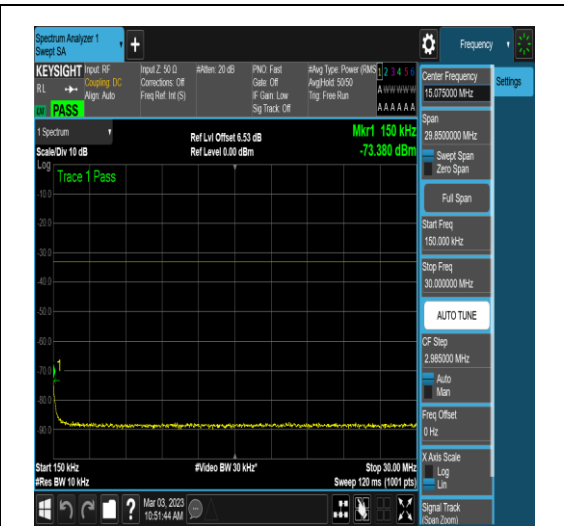 Spectrum Analyzer 1
Swept SA
Frequency
KEYSIGHT
RL
PASS
Input: RF
Coupling: DC
Align: Auto
Input Z: 50 Ω
Corrections: Off
Freq Ref: Int (S)
#Atten: 20 dB
PNO: Fast
Gate: Off
IF Gain: Low
Sig Track: Off
#Avg Type: Power (RMS
Avg|Hold: 50/50
Trig: Free Run
1 2 3 4 5 6
A W W W W W
A A A A A A
1 Spectrum
Scale/Div 10 dB
Ref Lvl Offset 6.53 dB
Ref Level 0.00 dBm
Mkr1 150 kHz
-73.380 dBm
Log
Trace 1 Pass
-10.0
-20.0
-30.0
-40.0
-50.0
-60.0
-70.0
-80.0
-90.0
1
Start 150 kHz
#Res BW 10 kHz
#Video BW 30 kHz*
Stop 30.00 MHz
Sweep 120 ms (1001 pts)
Center Frequency
15.075000 MHz
Settings
Span
29.8500000 MHz
Swept Span
Zero Span
Full Span
Start Freq
150.000 kHz
Stop Freq
30.000000 MHz
AUTO TUNE
CF Step
2.985000 MHz
Auto
Man
Freq Offset
0 Hz
X Axis Scale
Log
Lin
Signal Track
(Span Zoom)
Mar 03, 2023
10:51:44 AM